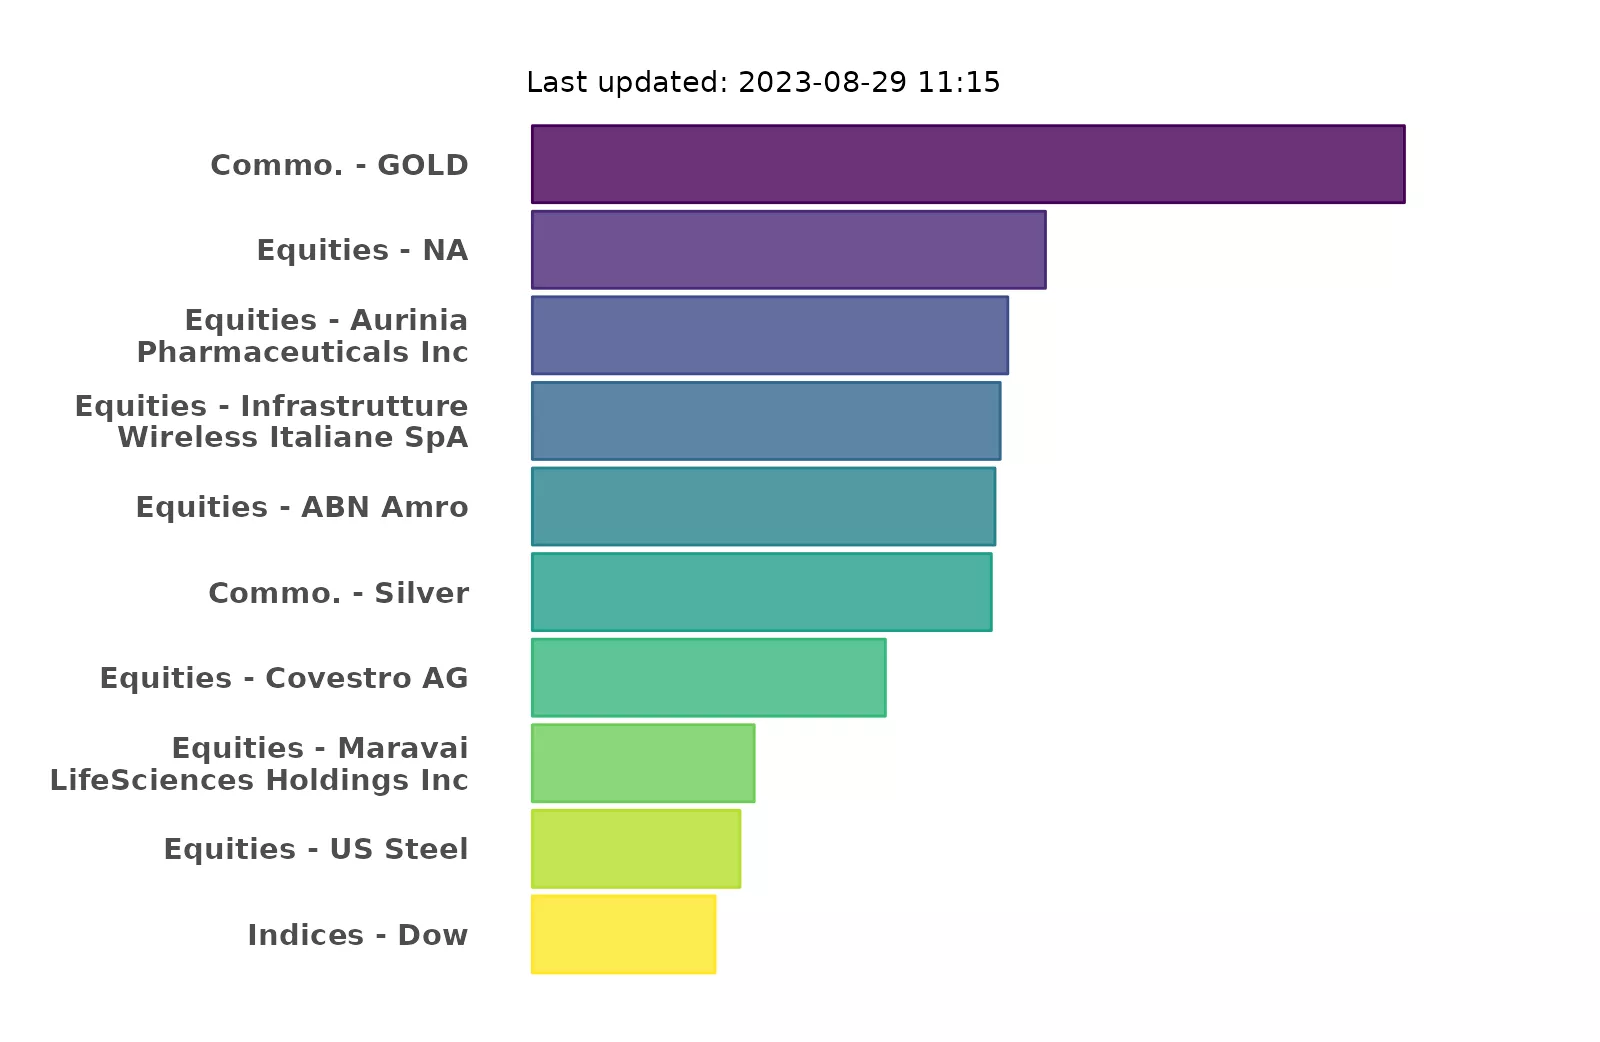 Last updated: 2023-08-29 11:15
Commo. - GOLD
Equities - NA
Equities - Aurinia
Pharmaceuticals Inc
Equities - Infrastrutture
Wireless Italiane SpA
Equities - ABN Amro
Commo. - Silver
Equities - Covestro AG
Equities - Maravai
LifeSciences Holdings Inc
Equities - US Steel
Indices - Dow